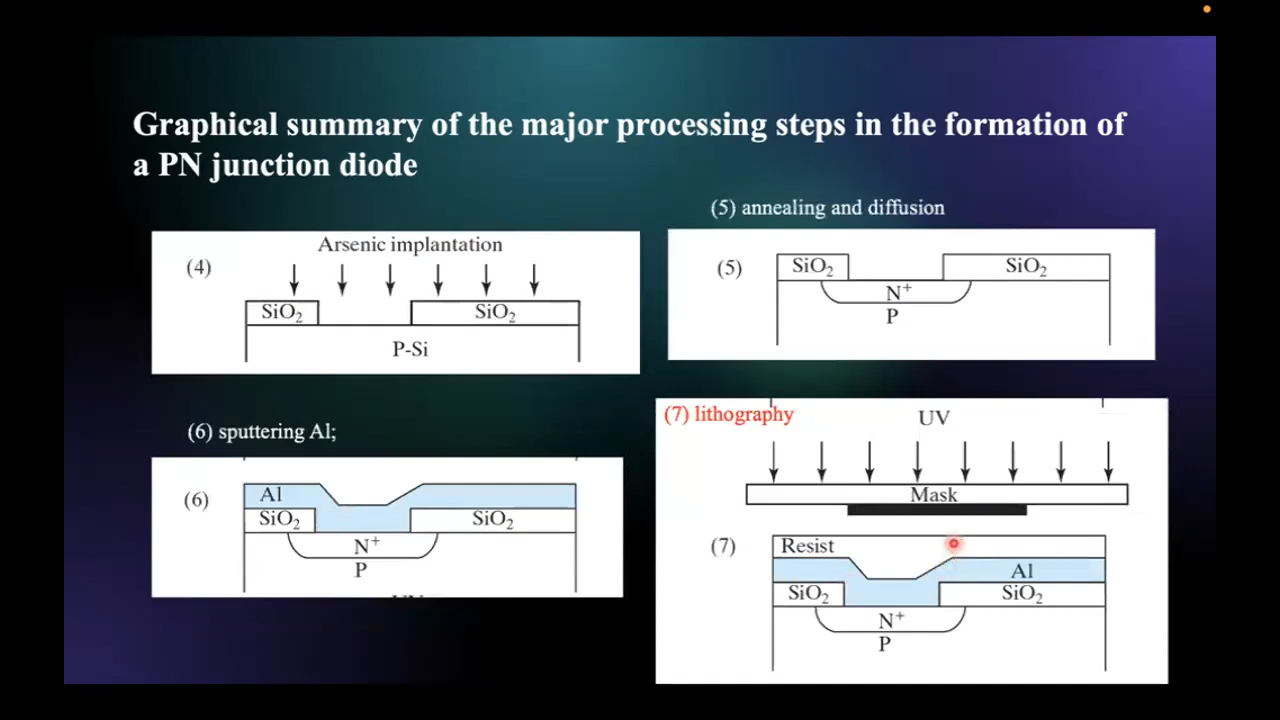 Graphical summary of the major processing steps in the formation of
a PN junction diode
(4)
Arsenic implantation
SiO₂
SiO₂
P-Si
(5) annealing and diffusion
(5)
SiO₂
SiO₂
N⁺
P
(6) sputtering Al;
(6)
Al
SiO₂
SiO₂
N⁺
P
(7) lithography
UV
Mask
(7)
Resist
Al
SiO₂
SiO₂
N⁺
P